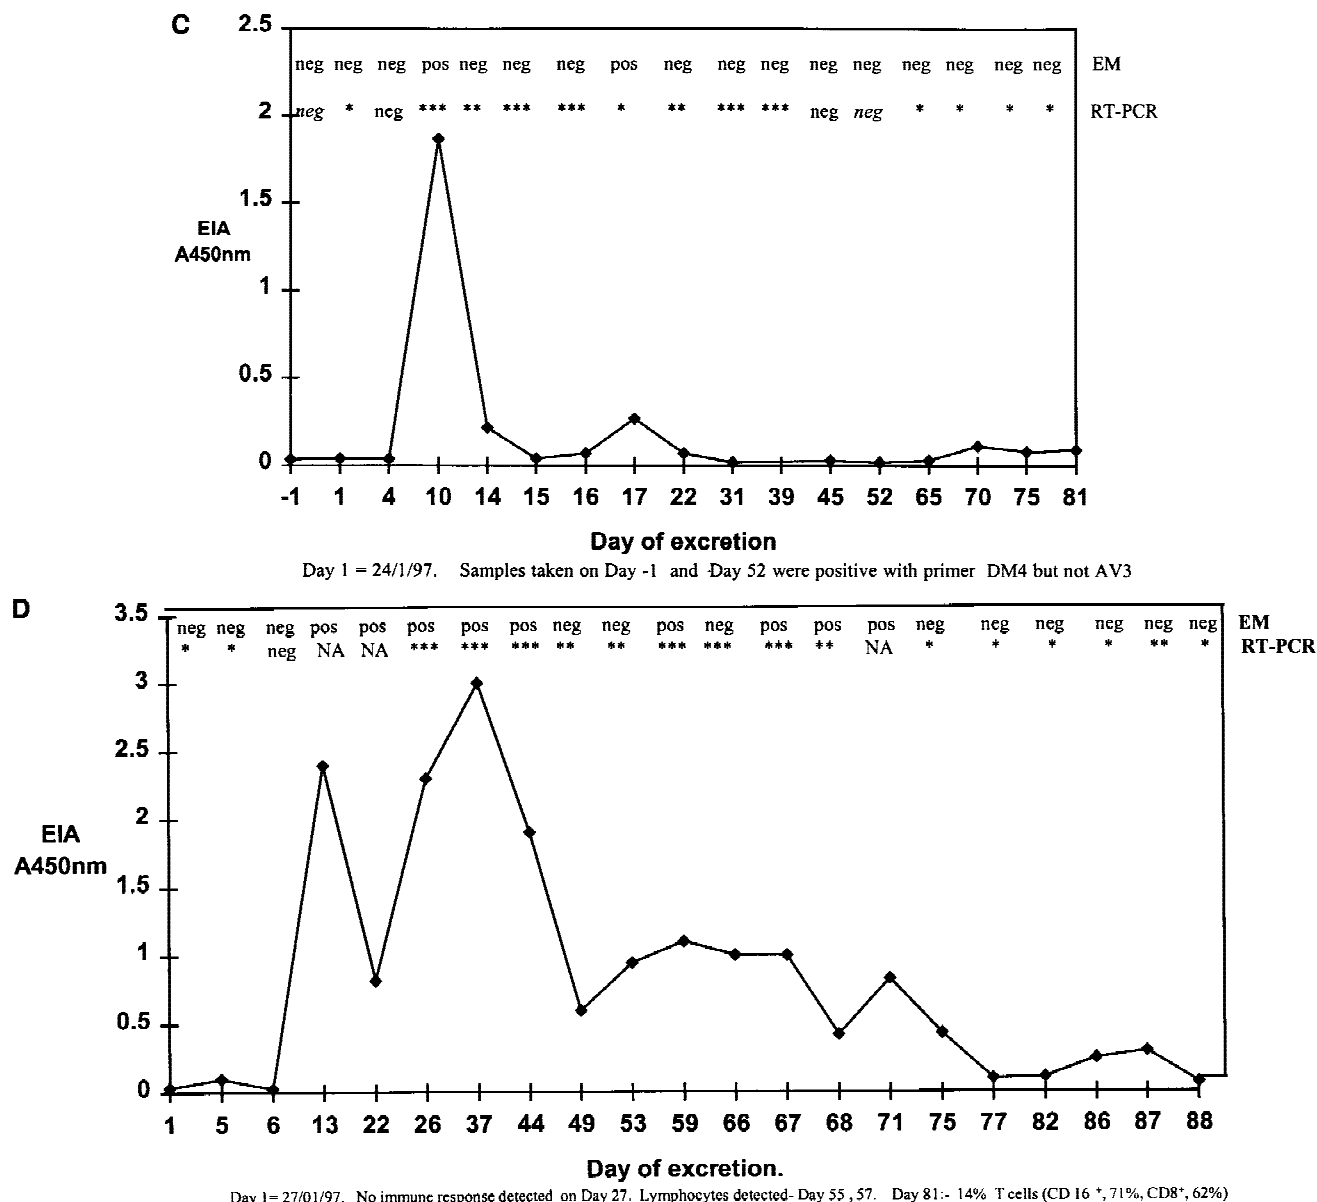 C
2.5
neg neg neg pos neg neg neg pos neg neg neg neg neg neg neg neg neg EM
2 neg * neg *** ** *** *** * ** *** *** neg neg * * * * RT-PCR
1.5
EIA
A450nm
1
0.5
0
-1 1 4 10 14 15 16 17 22 31 39 45 52 65 70 75 81
Day of excretion
Day 1 = 24/1/97. Samples taken on Day -1 and Day 52 were positive with primer DM4 but not AV3
D
3.5
neg neg neg pos pos pos pos pos neg neg pos neg pos pos pos neg neg neg neg neg neg EM
* * neg NA NA *** *** *** ** ** *** *** *** ** NA * * * * ** * RT-PCR
3
2.5
2
EIA
A450nm
1.5
1
0.5
0
1 5 6 13 22 26 37 44 49 53 59 66 67 68 71 75 77 82 86 87 88
Day of excretion.
Day 1= 27/01/97. No immune response detected on Day 27. Lymphocytes detected- Day 55 , 57. Day 81:- 14% T cells (CD 16 +, 71%, CD8+, 62%)